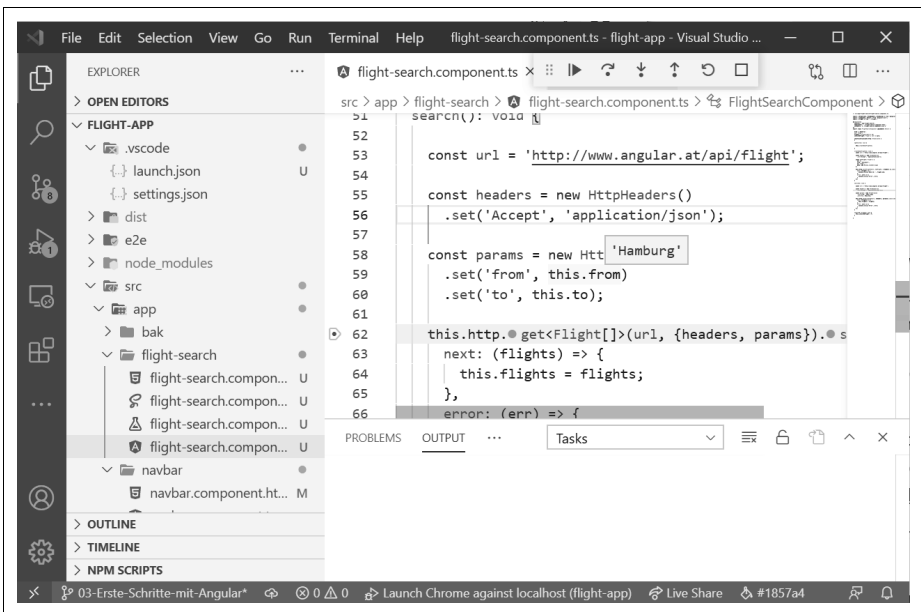 File Edit Selection View Go Run Terminal Help flight-search.component.ts - flight-app - Visual Studio ...
EXPLORER
OPEN EDITORS
FLIGHT-APP
.vscode
launch.json U
settings.json
dist
e2e
node_modules
src
app
bak
flight-search
flight-search.compon... U
flight-search.compon... U
flight-search.compon... U
flight-search.compon... U
navbar
navbar.component.ht... M
OUTLINE
TIMELINE
NPM SCRIPTS
8
1
flight-search.component.ts
src > app > flight-search > flight-search.component.ts > FlightSearchComponent >
51 search(): void {
52
53 const url = 'http://www.angular.at/api/flight';
54
55 const headers = new HttpHeaders()
56 .set('Accept', 'application/json');
57
58 const params = new Htt
'Hamburg'
59 .set('from', this.from)
60 .set('to', this.to);
61
62 this.http. get<Flight[]>(url, {headers, params}). s
63 next: (flights) => {
64 this.flights = flights;
65 },
66 error: (err) => {
PROBLEMS OUTPUT ... Tasks
03-Erste-Schritte-mit-Angular* 0 0 Launch Chrome against localhost (flight-app) Live Share #1857a4